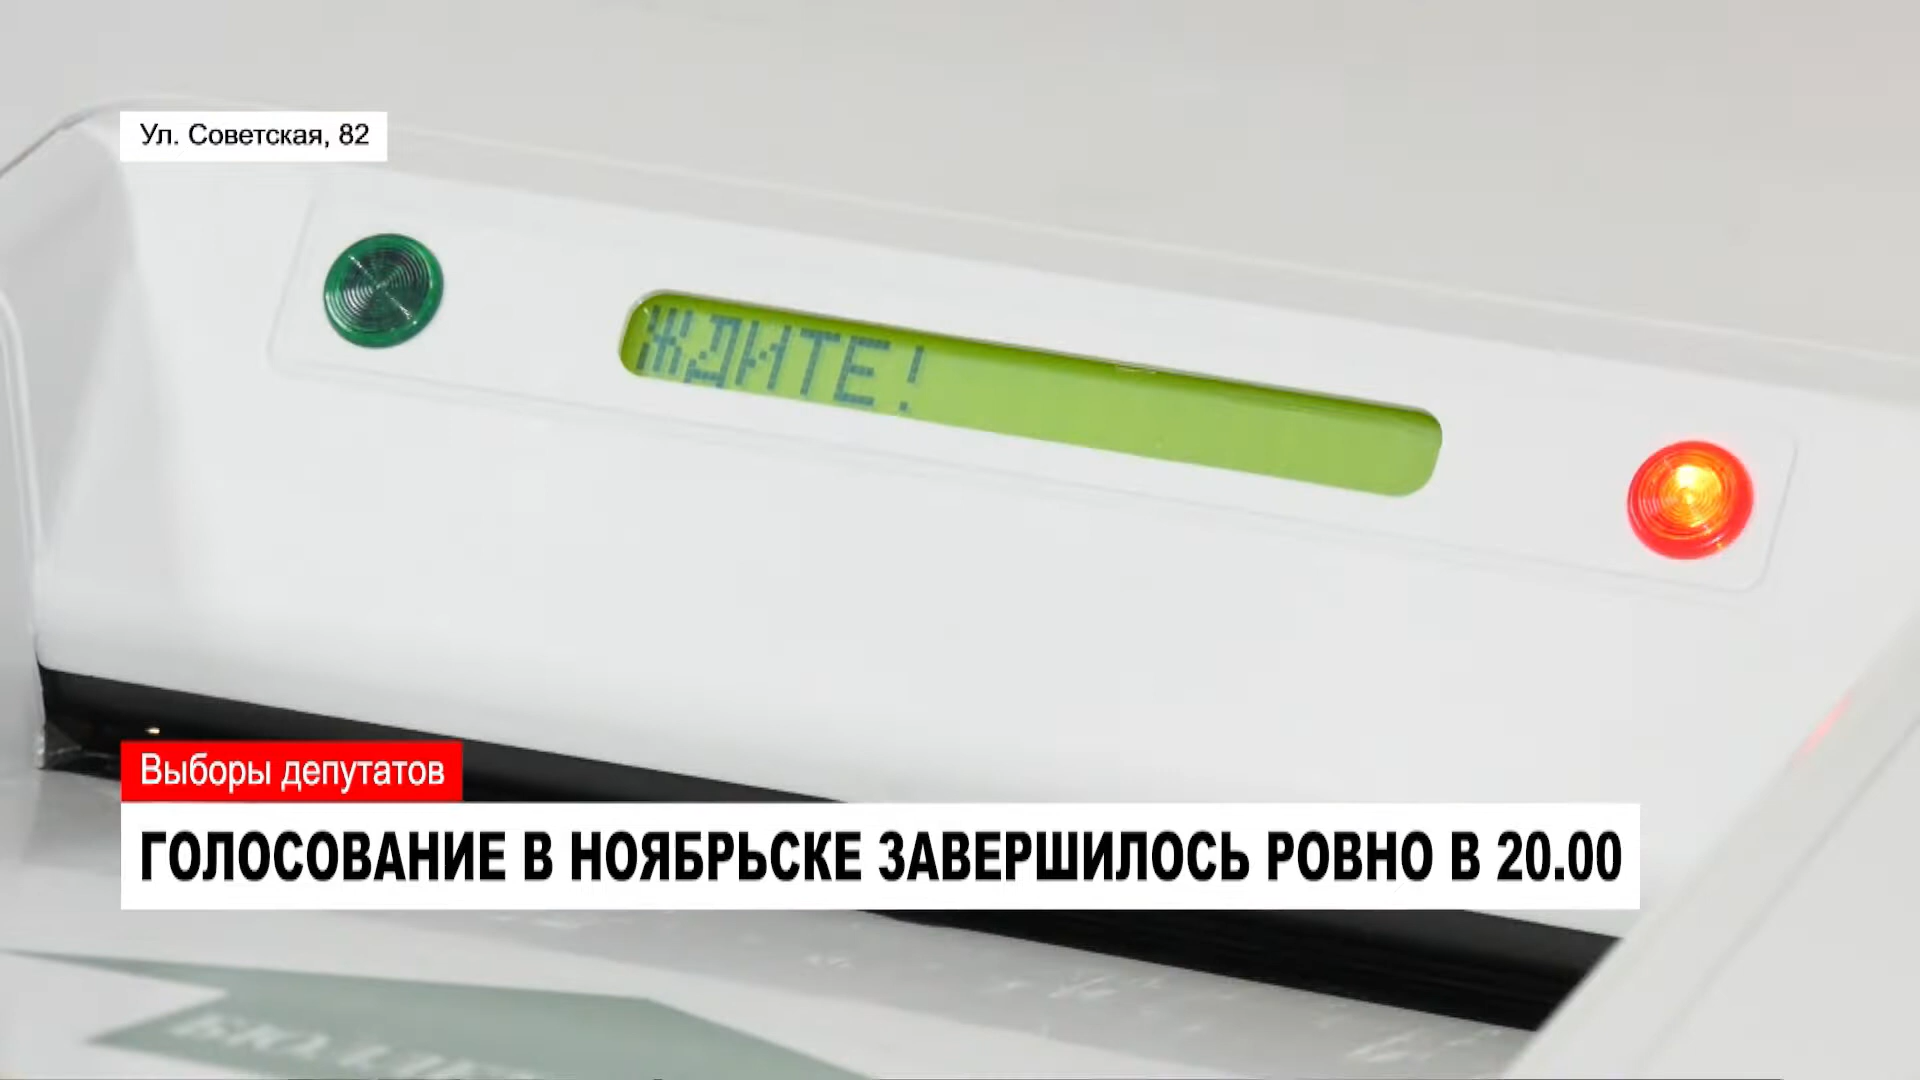 Ул. Советская, 82
ЖДИТЕ!
Выборы депутатов
ГОЛОСОВАНИЕ В НОЯБРЬСКЕ ЗАВЕРШИЛОСЬ РОВНО В 20.00